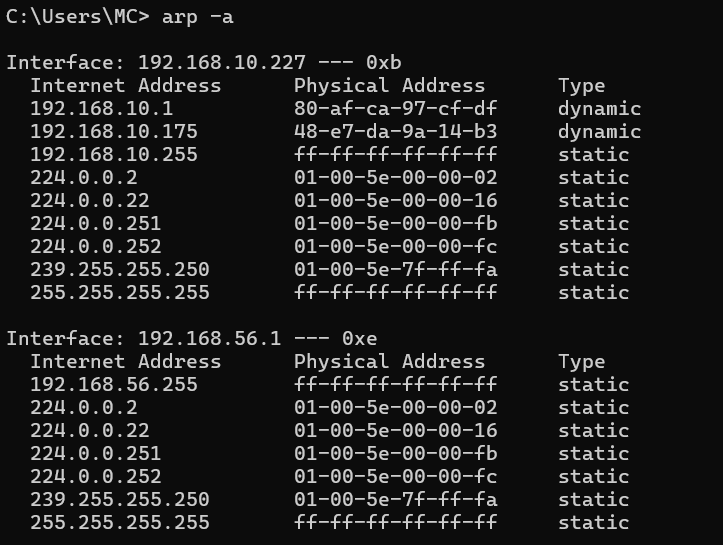 C:\Users\MC> arp -a
Interface: 192.168.10.227 --- 0xb
Internet Address Physical Address Type
192.168.10.1 80-af-ca-97-cf-df dynamic
192.168.10.175 48-e7-da-9a-14-b3 dynamic
192.168.10.255 ff-ff-ff-ff-ff-ff static
224.0.0.2 01-00-5e-00-00-02 static
224.0.0.22 01-00-5e-00-00-16 static
224.0.0.251 01-00-5e-00-00-fb static
224.0.0.252 01-00-5e-00-00-fc static
239.255.255.250 01-00-5e-7f-ff-fa static
255.255.255.255 ff-ff-ff-ff-ff-ff static
Interface: 192.168.56.1 --- 0xe
Internet Address Physical Address Type
192.168.56.255 ff-ff-ff-ff-ff-ff static
224.0.0.2 01-00-5e-00-00-02 static
224.0.0.22 01-00-5e-00-00-16 static
224.0.0.251 01-00-5e-00-00-fb static
224.0.0.252 01-00-5e-00-00-fc static
239.255.255.250 01-00-5e-7f-ff-fa static
255.255.255.255 ff-ff-ff-ff-ff-ff static